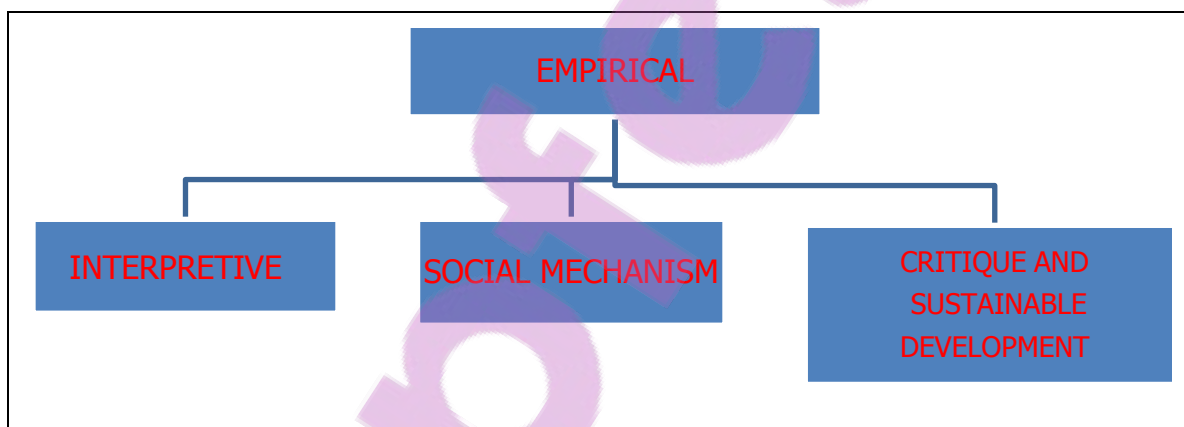 EMPIRICAL
INTERPRETIVE
SOCIAL MECHANISM
CRITIQUE AND
SUSTAINABLE
DEVELOPMENT